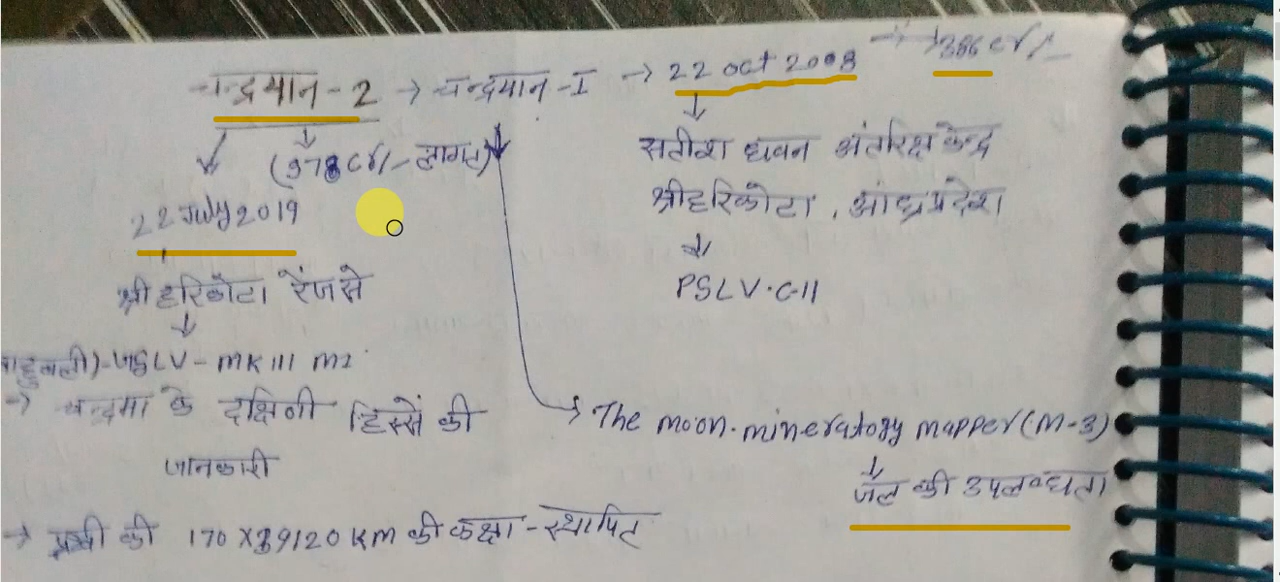 चन्द्रयान-2 → चन्द्रयान-I → 22 oct 2008 → 386 cr/-
(978 cr/- लागत)
सतीश धवन अंतरिक्ष केन्द्र
22 July 2019
श्रीहरिकोटा, आंध्रप्रदेश
श्री हरिकोटा रेंज से
PSLV-C-11
बाहुबली)-GSLV-MK III M1
→ चन्द्रमा के दक्षिणी हिस्सें की
The moon-mineralogy mapper (M-3)
जानकारी
जल की उपलब्धता
→ पृथ्वी की 170 X 39120 KM की कक्षा-स्थापित